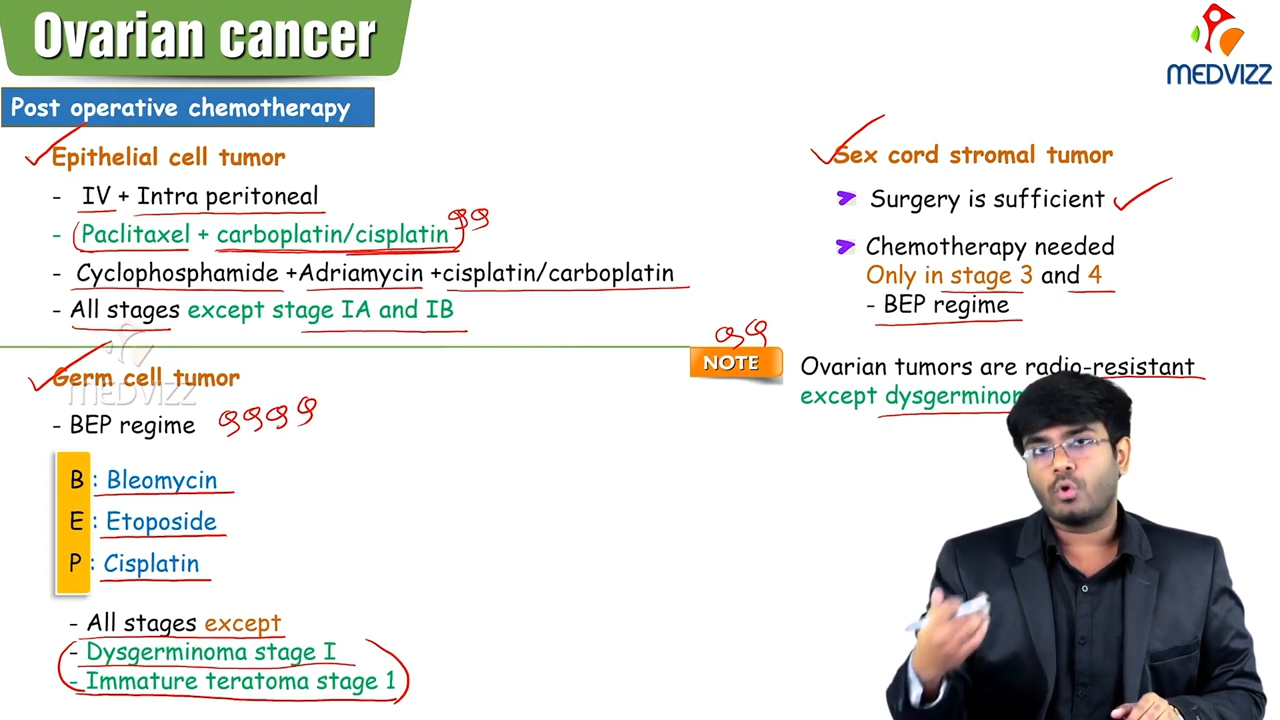 Ovarian cancer
MEDVIZZ
Post operative chemotherapy
Epithelial cell tumor
- IV + Intra peritoneal
- Paclitaxel + carboplatin/cisplatin
- Cyclophosphamide +Adriamycin +cisplatin/carboplatin
- All stages except stage IA and IB
Germ cell tumor
MEDVIZZ
- BEP regime
B : Bleomycin
E : Etoposide
P : Cisplatin
- All stages except
- Dysgerminoma stage I
- Immature teratoma stage 1
Sex cord stromal tumor
Surgery is sufficient
Chemotherapy needed
Only in stage 3 and 4
- BEP regime
NOTE
Ovarian tumors are radio-resistant
except